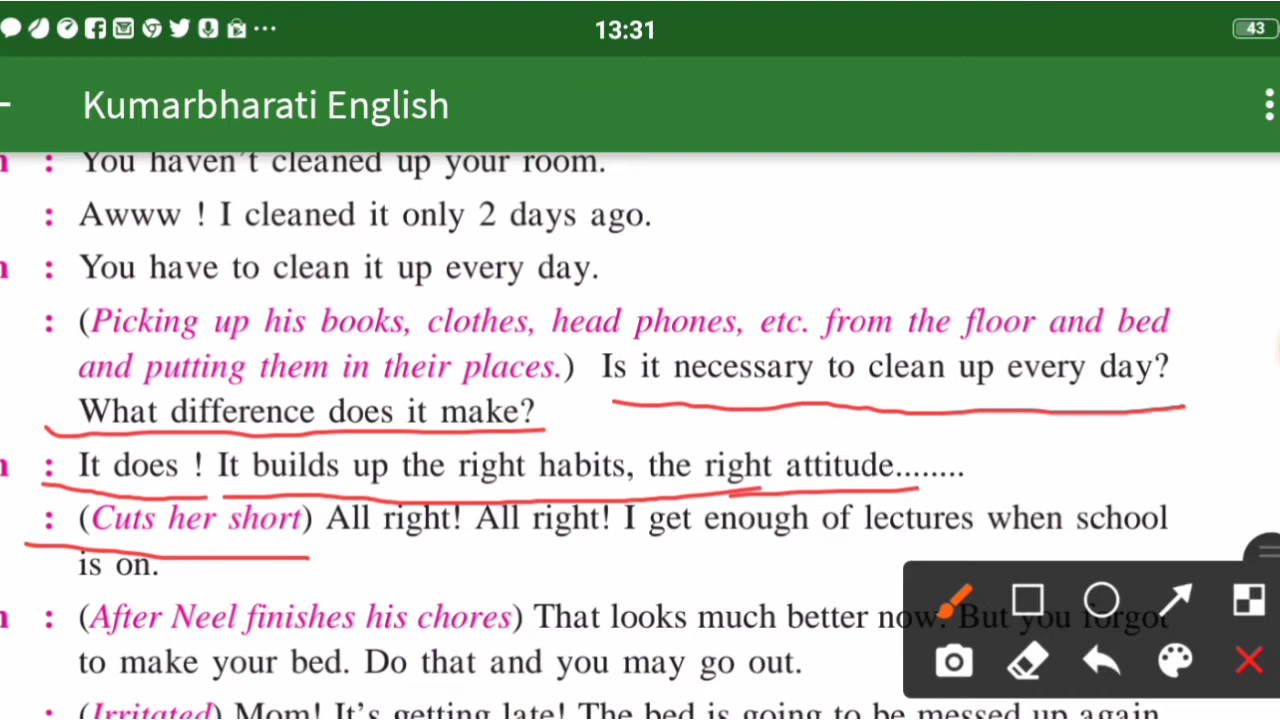 13:31
43
Kumarbharati English
: You haven't cleaned up your room.
: Awww ! I cleaned it only 2 days ago.
: You have to clean it up every day.
: (Picking up his books, clothes, head phones, etc. from the floor and bed
and putting them in their places.) Is it necessary to clean up every day?
What difference does it make?
: It does ! It builds up the right habits, the right attitude........
: (Cuts her short) All right! All right! I get enough of lectures when school
is on.
: (After Neel finishes his chores) That looks much better now. But you forgot
to make your bed. Do that and you may go out.
: (Irritated) Mom! It's getting late! The bed is going to be messed up again